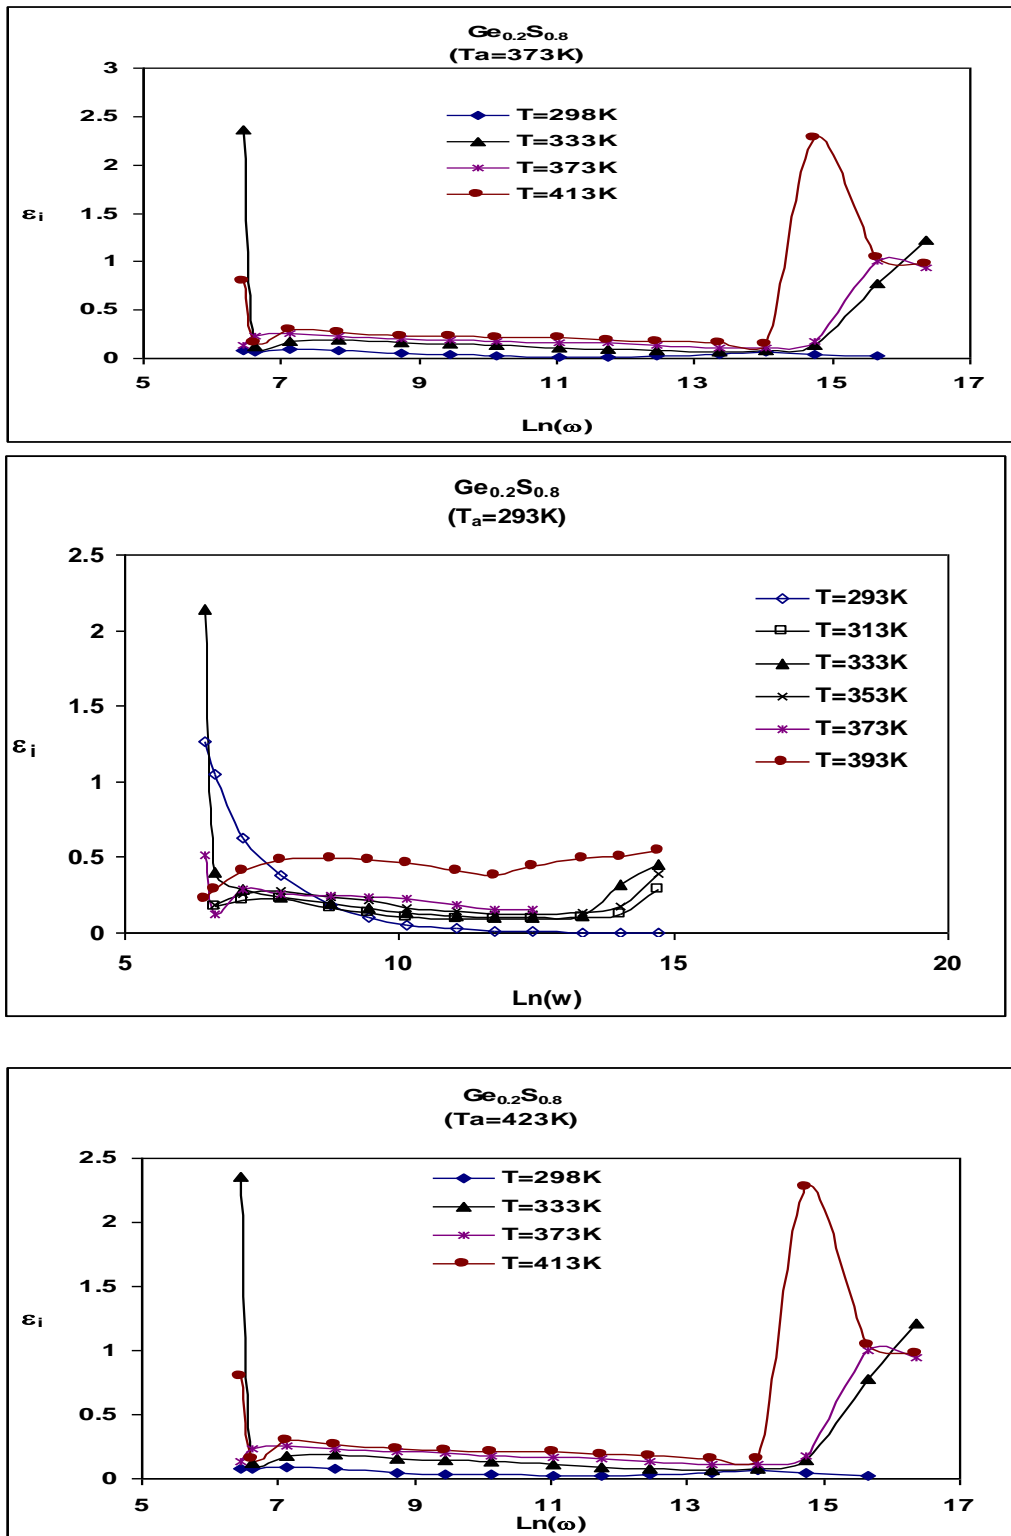 Ge0.2S0.8
(Ta=373K)
3
2.5
2
1.5
1
0.5
0
εi
T=298K
T=333K
T=373K
T=413K
5 7 9 11 13 15 17
Ln(ω)
Ge0.2S0.8
(Ta=293K)
2.5
2
1.5
1
0.5
0
εi
T=293K
T=313K
T=333K
T=353K
T=373K
T=393K
5 10 15 20
Ln(w)
Ge0.2S0.8
(Ta=423K)
2.5
2
1.5
1
0.5
0
εi
T=298K
T=333K
T=373K
T=413K
5 7 9 11 13 15 17
Ln(ω)